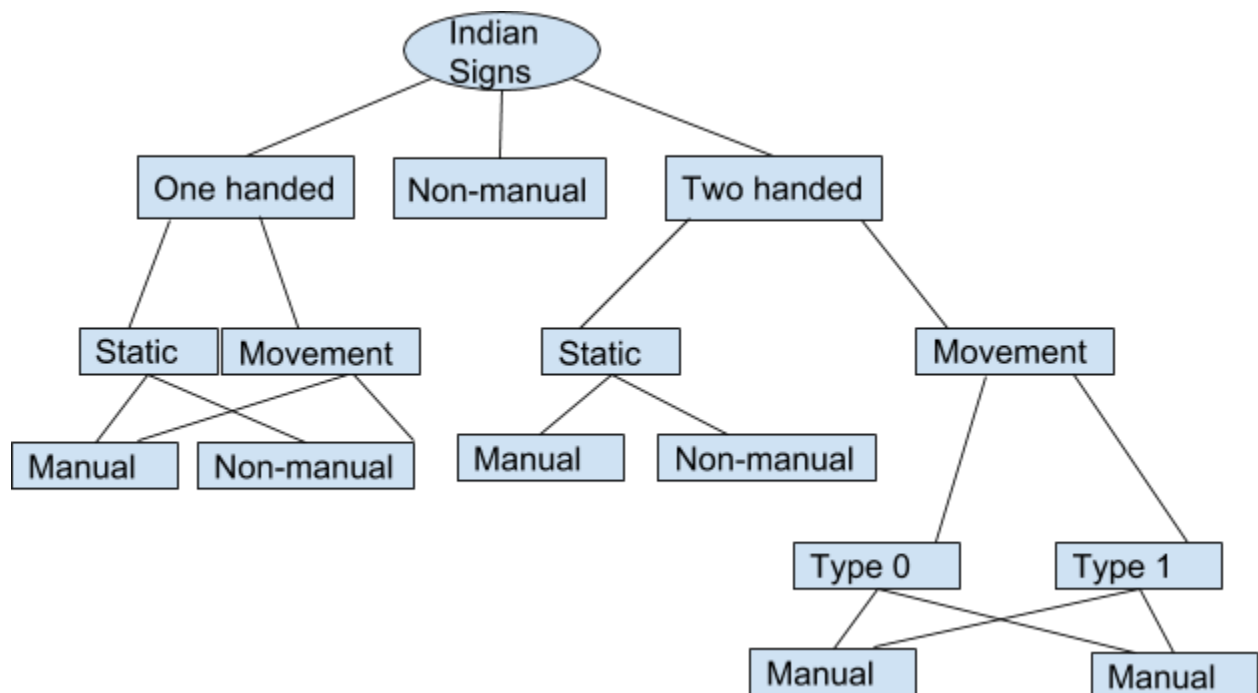 Indian
Signs
One handed
Non-manual
Two handed
Static
Movement
Static
Movement
Manual
Non-manual
Manual
Non-manual
Type 0
Type 1
Manual
Manual